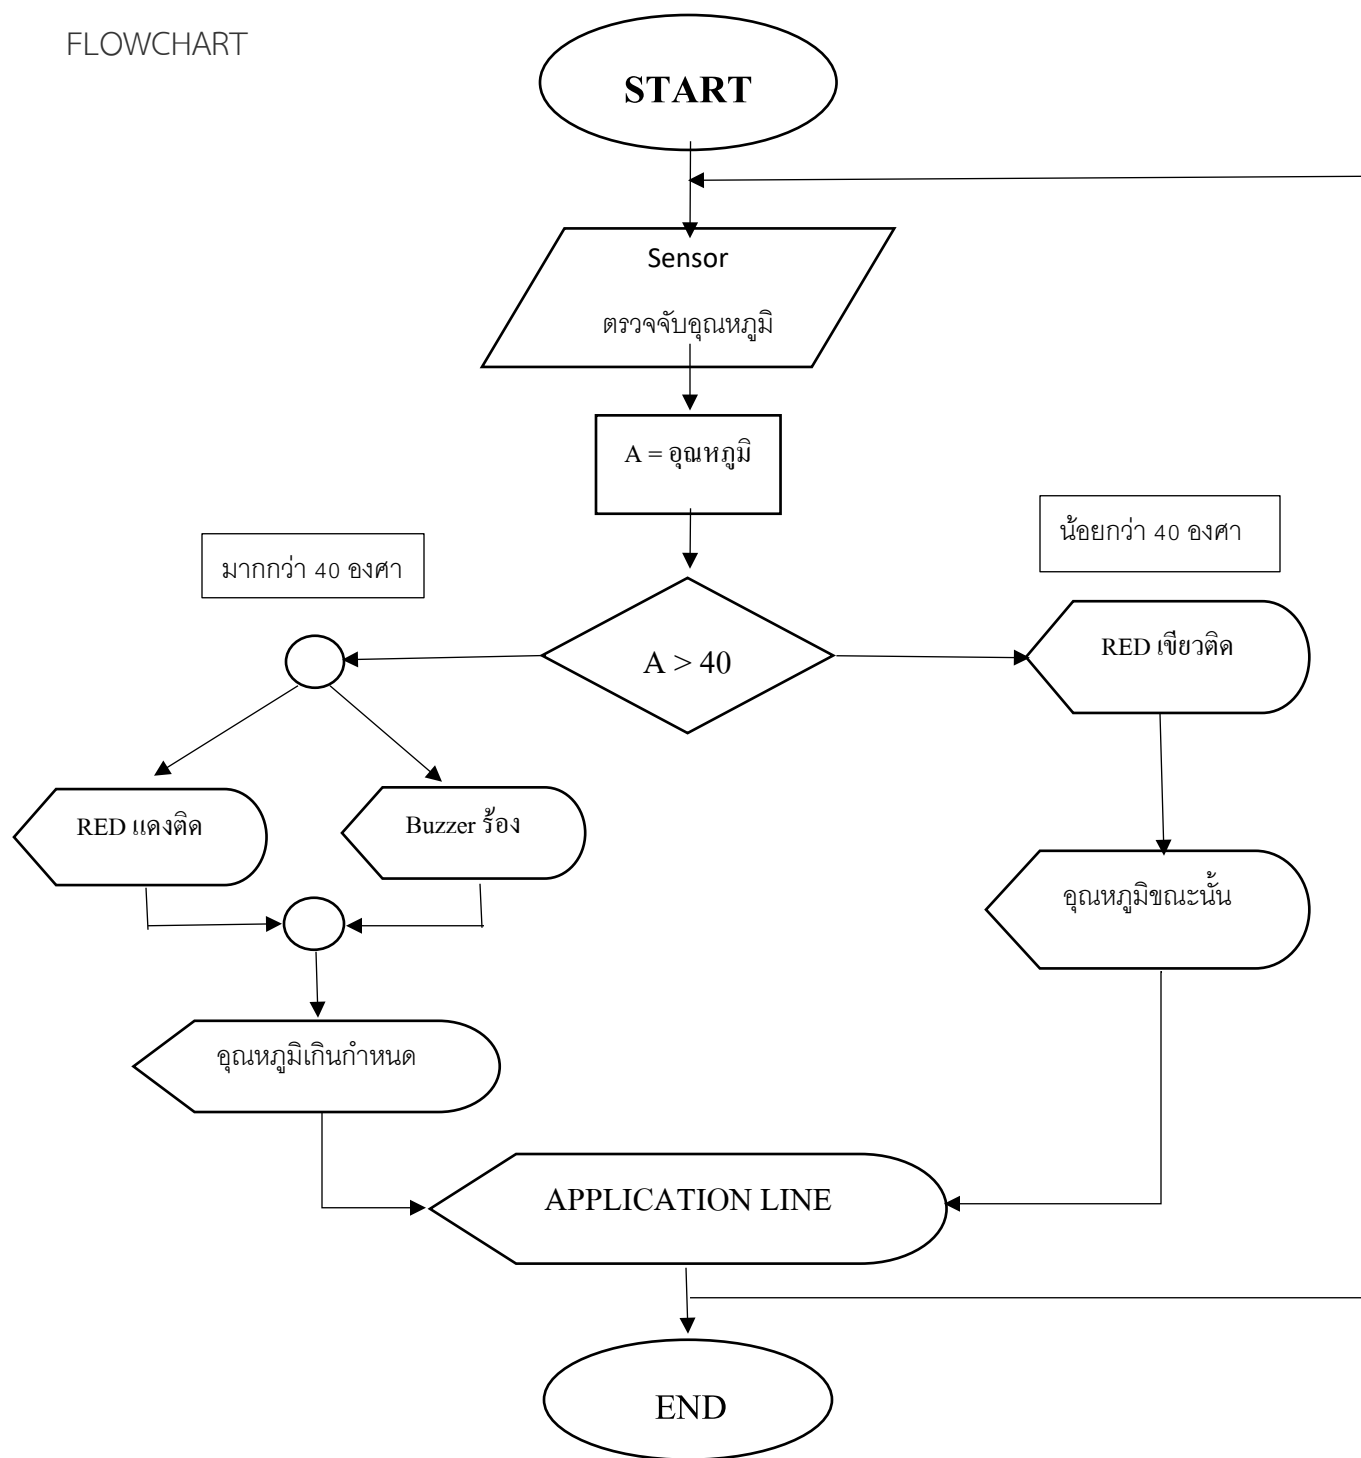 FLOWCHART
START
Sensor
ตรวจจับอุณหภูมิ
A = อุณหภูมิ
มากกว่า 40 องศา
น้อยกว่า 40 องศา
A > 40
RED เขียวติด
RED แดงติด
Buzzer ร้อง
อุณหภูมิขณะนั้น
อุณหภูมิเกินกำหนด
APPLICATION LINE
END